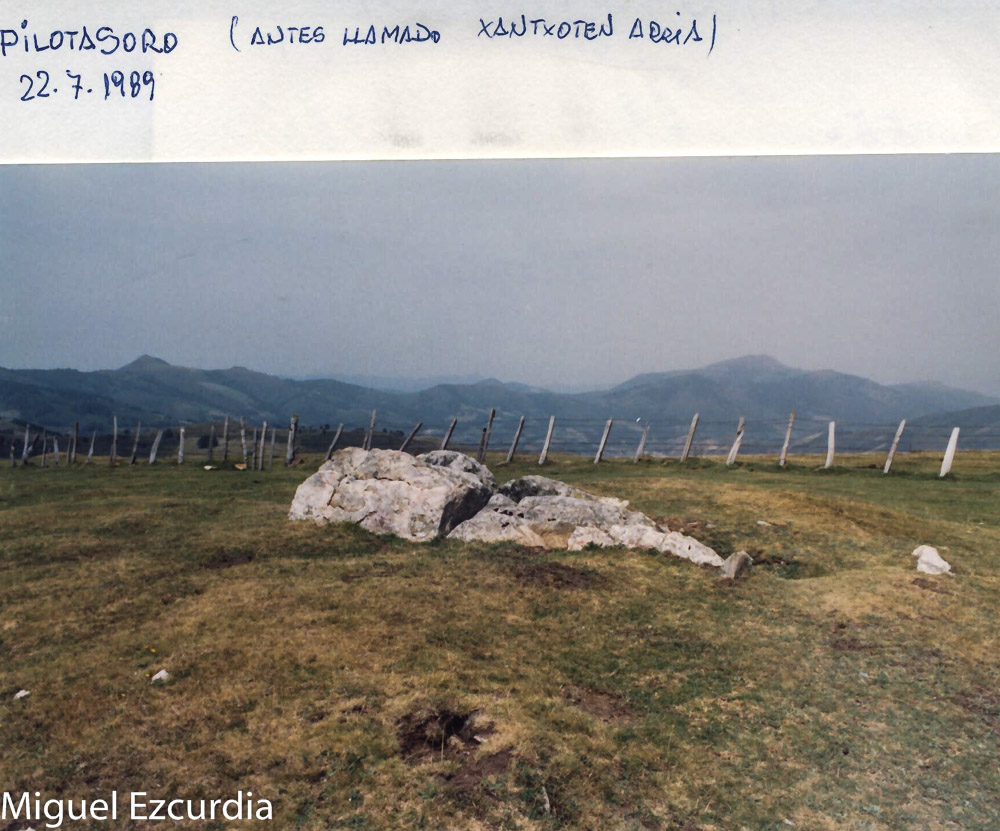 PILOTASORO (ANTES LLAMADO XANTXOTEN ARRIA)
22.7.1989
Miguel Ezcurdia